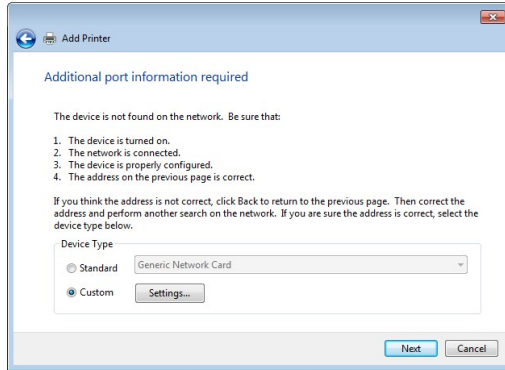 Add Printer
Additional port information required
The device is not found on the network. Be sure that:
1. The device is turned on.
2. The network is connected.
3. The device is properly configured.
4. The address on the previous page is correct.
If you think the address is not correct, click Back to return to the previous page. Then correct the
address and perform another search on the network. If you are sure the address is correct, select the
device type below.
Device Type
Standard Generic Network Card
Custom Settings...
Next Cancel